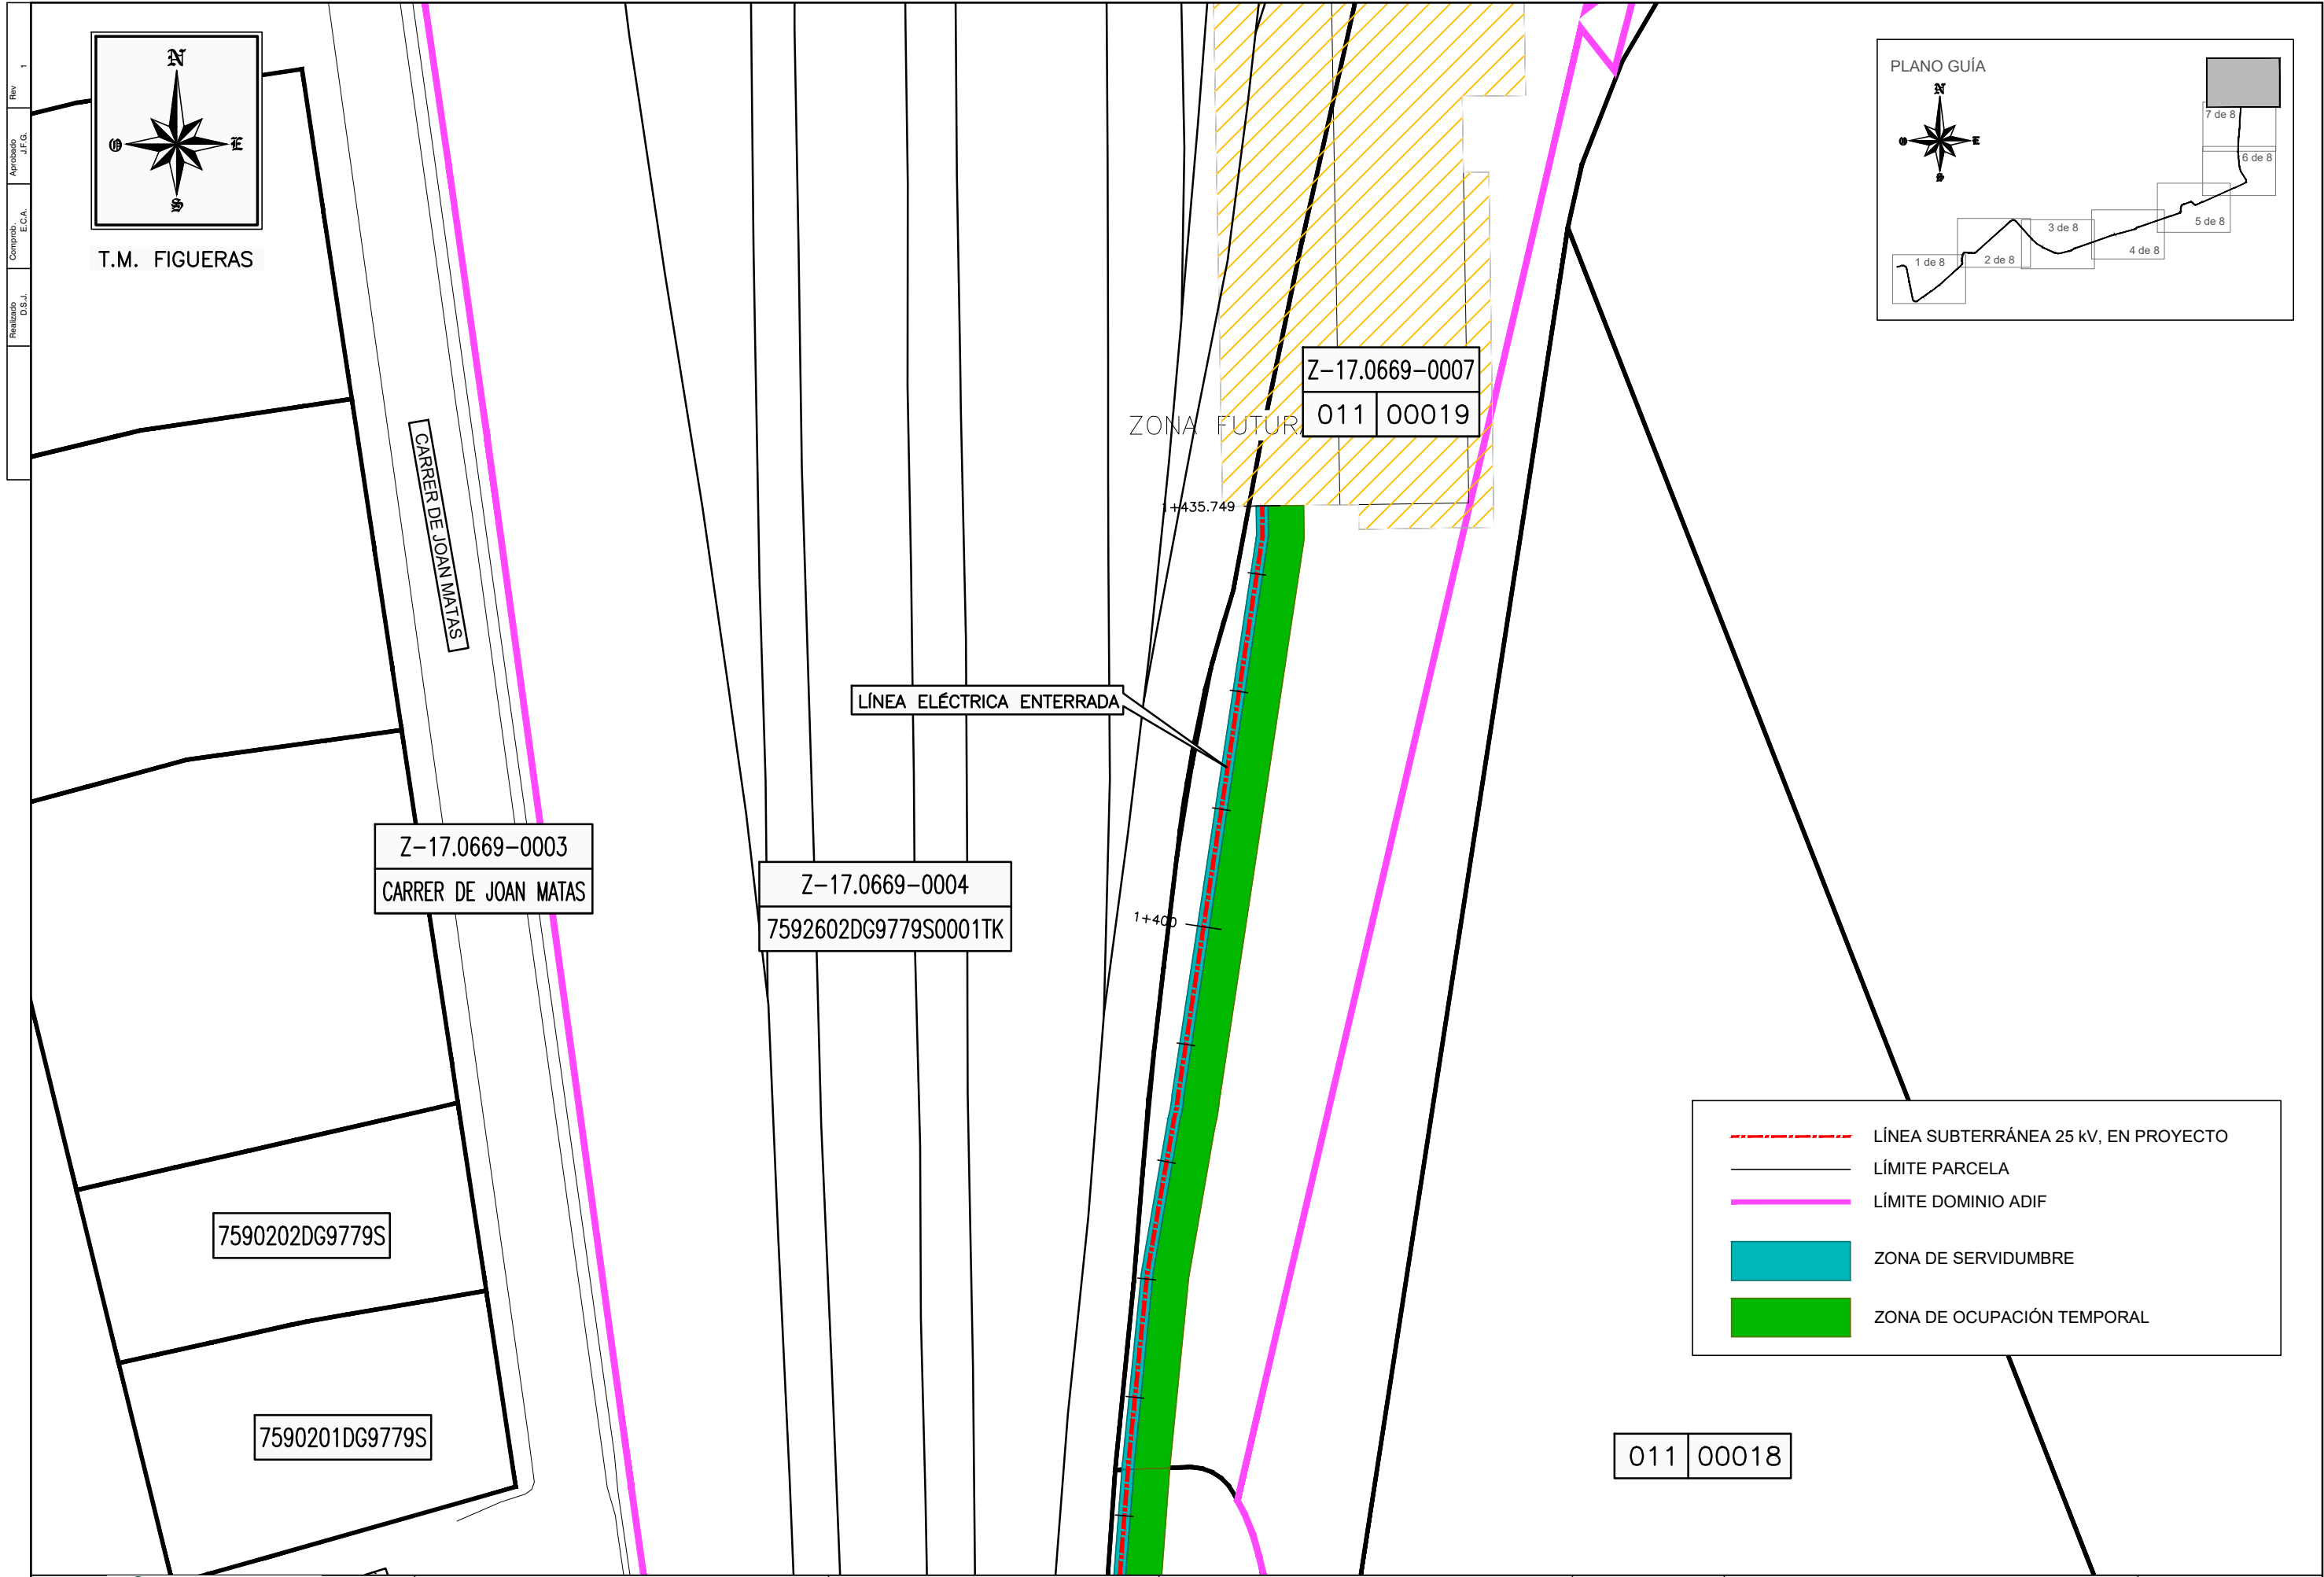 Rev 1
Aprobado J.F.G.
Comprob. E.C.A.
Realizado D.S.J.
N
O E
S
T.M. FIGUERAS
PLANO GUÍA
N
O E
S
7 de 8
6 de 8
5 de 8
4 de 8
3 de 8
2 de 8
1 de 8
Z-17.0669-0007
011 00019
ZONA FUTURA
1+435.749
CARRER DE JOAN MATAS
LÍNEA ELÉCTRICA ENTERRADA
Z-17.0669-0003
CARRER DE JOAN MATAS
Z-17.0669-0004
7592602DG9779S0001TK
1+400
LÍNEA SUBTERRÁNEA 25 kV, EN PROYECTO
LÍMITE PARCELA
LÍMITE DOMINIO ADIF
ZONA DE SERVIDUMBRE
ZONA DE OCUPACIÓN TEMPORAL
7590202DG9779S
7590201DG9779S
011 00018